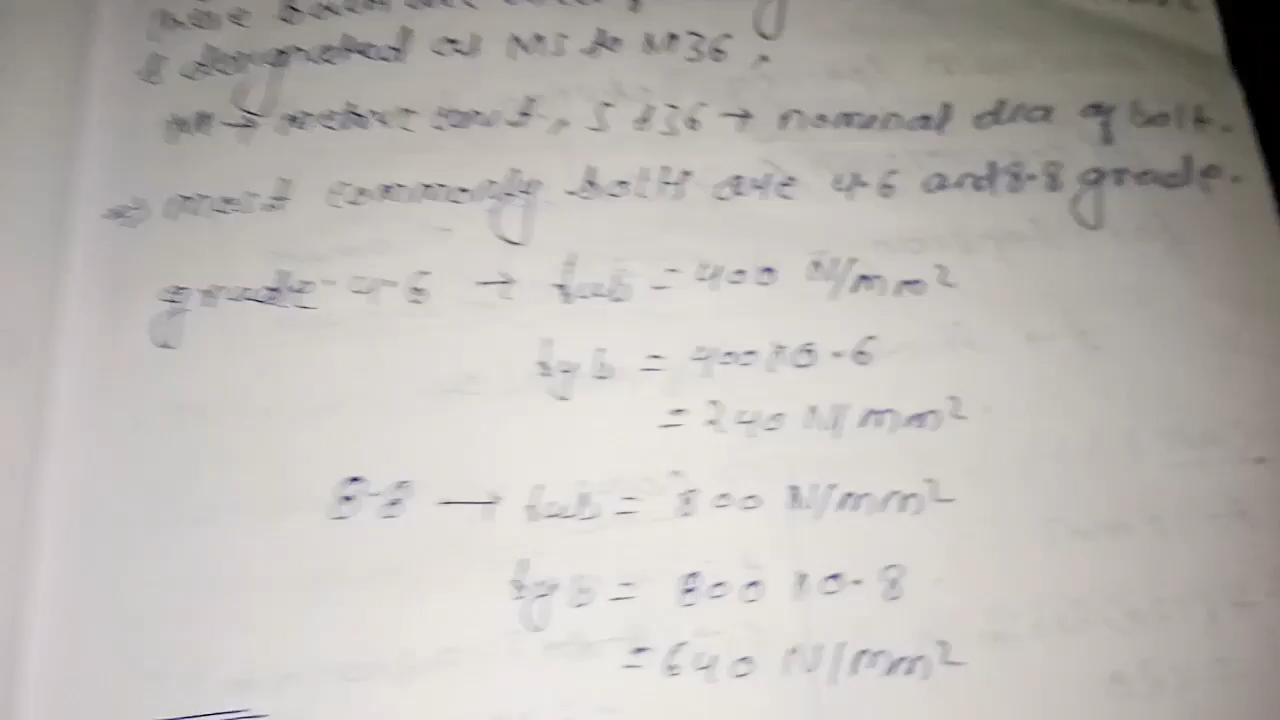 & designated as M5 to M36,
M → metric unit, 5 & 36 → nominal dia of bolt.
⇒ most commonly bolts are 4.6 and 8.8 grade.
grade - 4-6 → fub = 400 N/mm²
fyb = 400 x 0.6
= 240 N/mm²
8.8 → fub = 800 N/mm²
fyb = 800 x 0.8
= 640 N/mm²